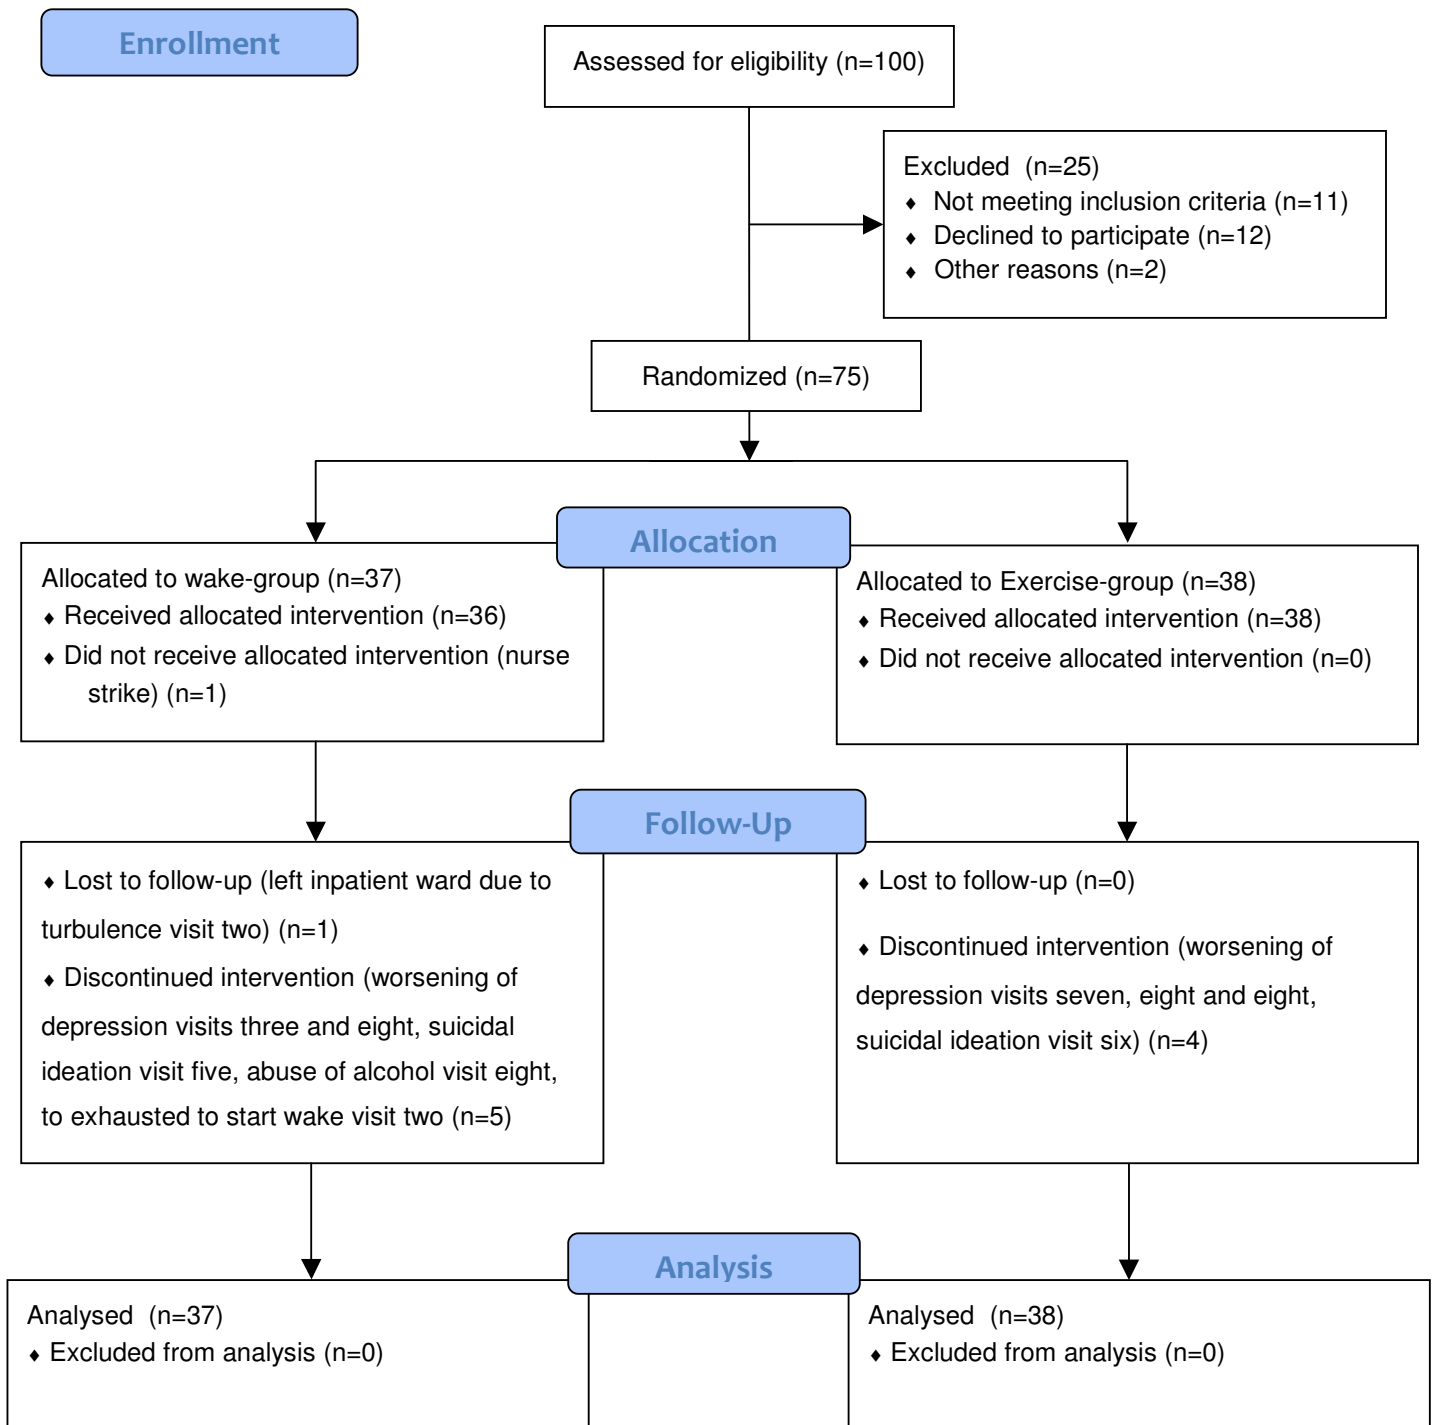 Enrollment
Assessed for eligibility (n=100)
Excluded (n=25)
♦ Not meeting inclusion criteria (n=11)
♦ Declined to participate (n=12)
♦ Other reasons (n=2)
Randomized (n=75)
Allocation
Allocated to wake-group (n=37)
♦ Received allocated intervention (n=36)
♦ Did not receive allocated intervention (nurse
strike) (n=1)
Allocated to Exercise-group (n=38)
♦ Received allocated intervention (n=38)
♦ Did not receive allocated intervention (n=0)
Follow-Up
♦ Lost to follow-up (left inpatient ward due to
turbulence visit two) (n=1)
♦ Discontinued intervention (worsening of
depression visits three and eight, suicidal
ideation visit five, abuse of alcohol visit eight,
to exhausted to start wake visit two (n=5)
♦ Lost to follow-up (n=0)
♦ Discontinued intervention (worsening of
depression visits seven, eight and eight,
suicidal ideation visit six) (n=4)
Analysis
Analysed (n=37)
♦ Excluded from analysis (n=0)
Analysed (n=38)
♦ Excluded from analysis (n=0)